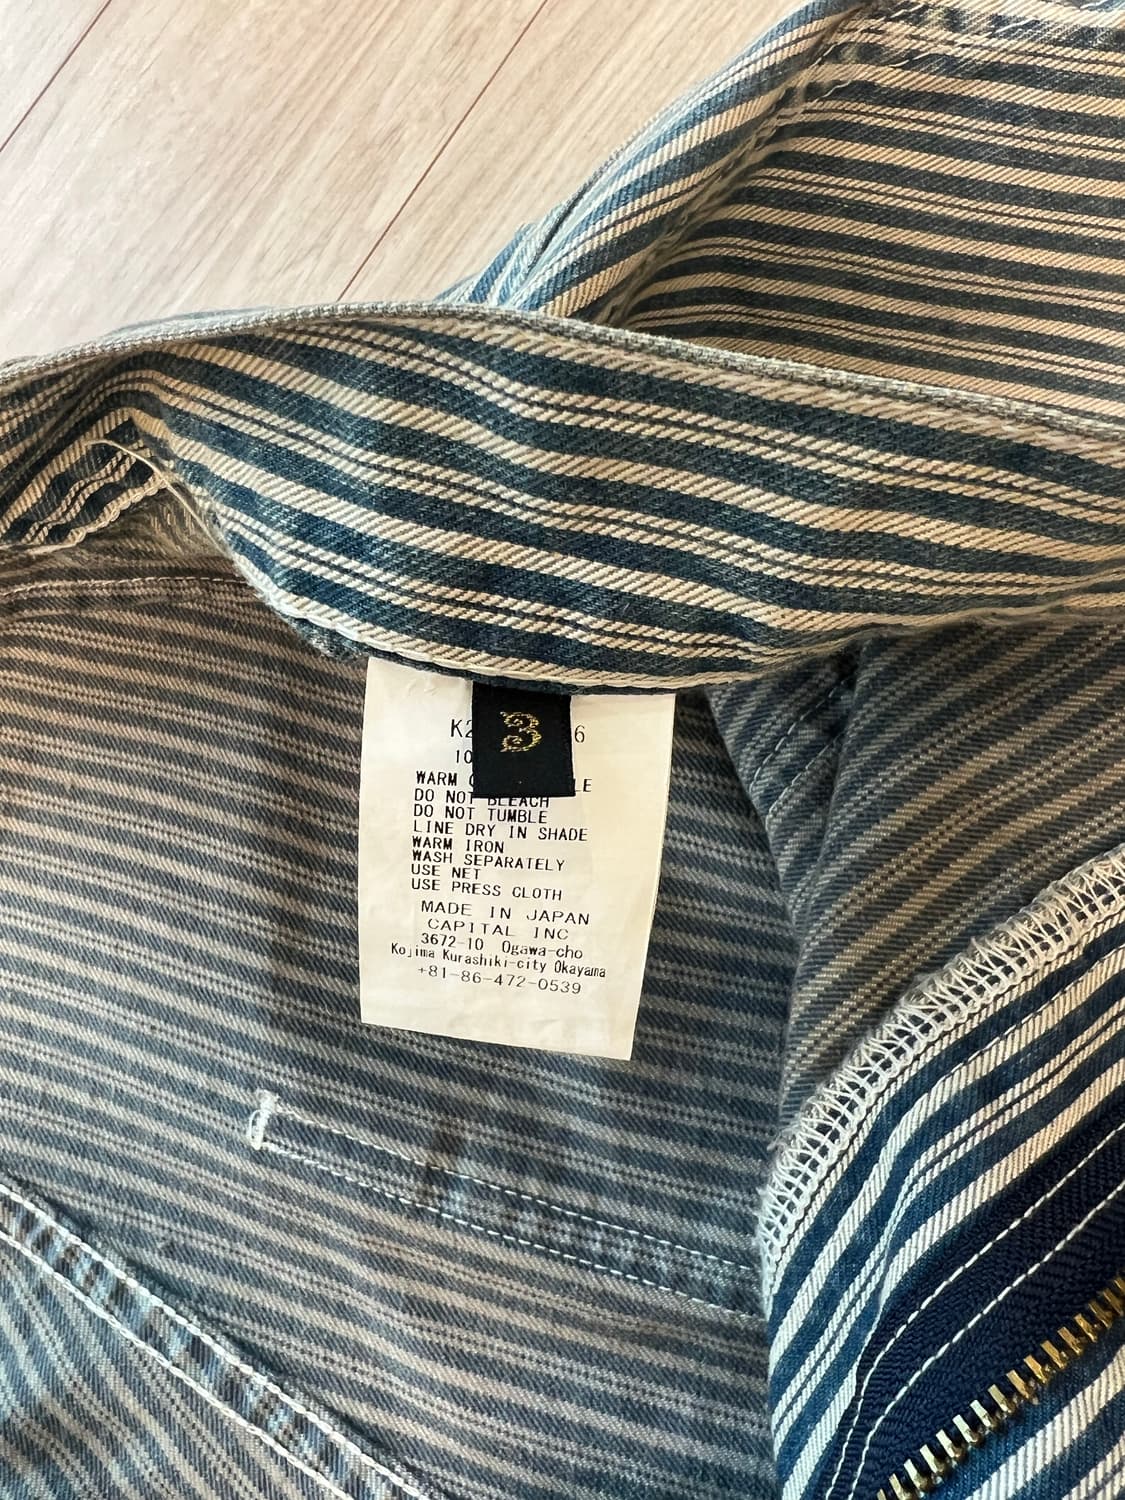 3
K2 6
10
WARM LE
DO NOT BLEACH
DO NOT TUMBLE
LINE DRY IN SHADE
WARM IRON
WASH SEPARATELY
USE NET
USE PRESS CLOTH
MADE IN JAPAN
CAPITAL INC
3672-10 Ogawa-cho
Kojima Kurashiki-city Okayama
+81-86-472-0539